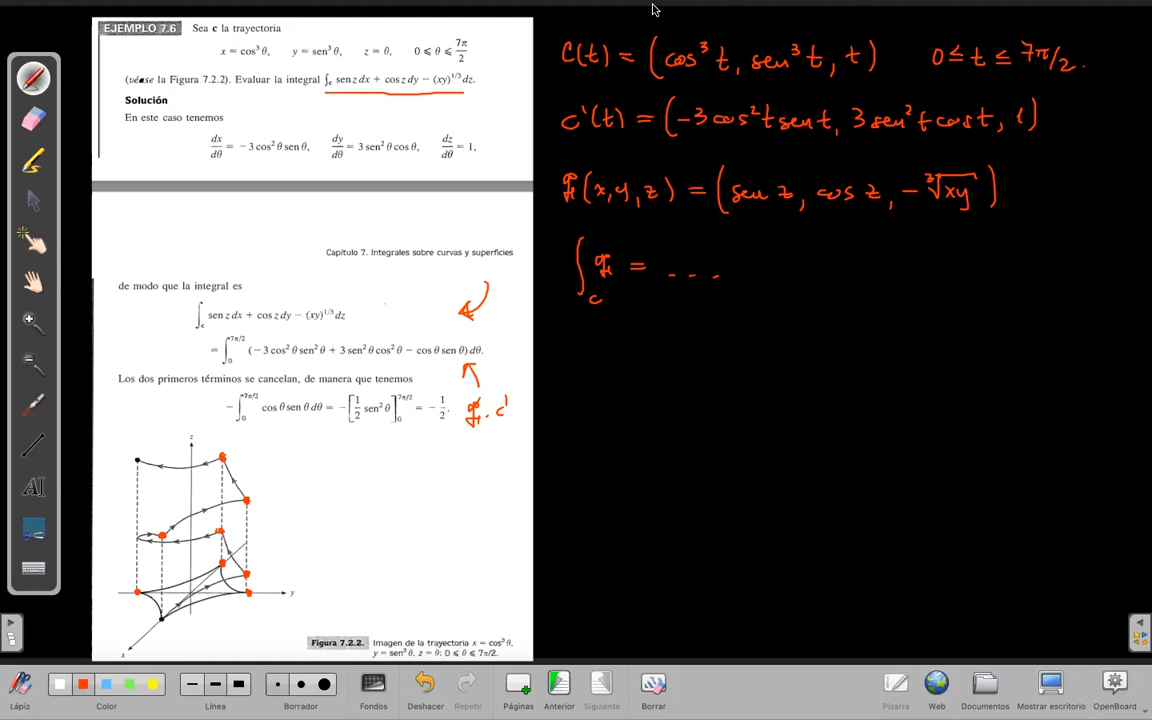 EJEMPLO 7.6 Sea c la trayectoria
x = cos³ θ, y = sen³ θ, z = θ, 0 ⩽ θ ⩽ 7π/2
(véase la Figura 7.2.2). Evaluar la integral ∫c sen z dx + cos z dy − (xy)^1/3 dz.
Solución
En este caso tenemos
dx/dθ = − 3 cos² θ sen θ, dy/dθ = 3 sen² θ cos θ, dz/dθ = 1,
Capitulo 7. Integrales sobre curvas y superficies
de modo que la integral es
∫c sen z dx + cos z dy − (xy)^1/3 dz
= ∫0^7π/2 (− 3 cos² θ sen² θ + 3 sen² θ cos² θ − cos θ sen θ) dθ.
Los dos primeros términos se cancelan, de manera que tenemos
− ∫0^7π/2 cos θ sen θ dθ = − [1/2 sen² θ]0^7π/2 = − 1/2.
z
y
x
Figura 7.2.2. Imagen de la trayectoria x = cos³ θ,
y = sen³ θ, z = θ; 0 ⩽ θ ⩽ 7π/2.
C(t) = (cos³ t, sen³ t, t) 0 ≤ t ≤ 7π/2.
c'(t) = (−3 cos² t sen t, 3 sen² t cos t, 1)
(x, y, z) = (sen z, cos z, − ∛xy)
∫c = - - -
. c'
AI
Lápiz
Color
Línea
Borrador
Fondos
Deshacer
Repetir
Páginas
Anterior
Siguiente
Borrar
Pizarra
Web
Documentos
Mostrar escritorio
OpenBoard